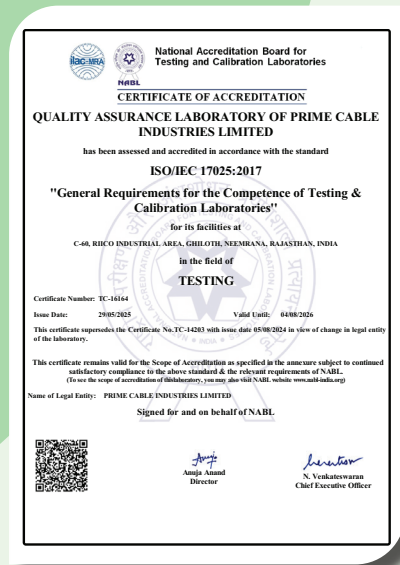 ilac-MRA
NABL
National Accreditation Board for
Testing and Calibration Laboratories
CERTIFICATE OF ACCREDITATION
QUALITY ASSURANCE LABORATORY OF PRIME CABLE
INDUSTRIES LIMITED
has been assessed and accredited in accordance with the standard
ISO/IEC 17025:2017
"General Requirements for the Competence of Testing &
Calibration Laboratories"
for its facilities at
C-60, RIICO INDUSTRIAL AREA, GHILOTH, NEEMRANA, RAJASTHAN, INDIA
in the field of
TESTING
Certificate Number: TC-16164
Issue Date: 29/05/2025 Valid Until: 04/08/2026
This certificate supersedes the Certificate No.TC-14203 with issue date 05/08/2024 in view of change in legal entity
of the laboratory.
This certificate remains valid for the Scope of Accreditation as specified in the annexure subject to continued
satisfactory compliance to the above standard & the relevant requirements of NABL.
(To see the scope of accreditation of thislaboratory, you may also visit NABL website www.nabl-india.org)
Name of Legal Entity: PRIME CABLE INDUSTRIES LIMITED
Signed for and on behalf of NABL
Anuja Anand
Director
N. Venkateswaran
Chief Executive Officer